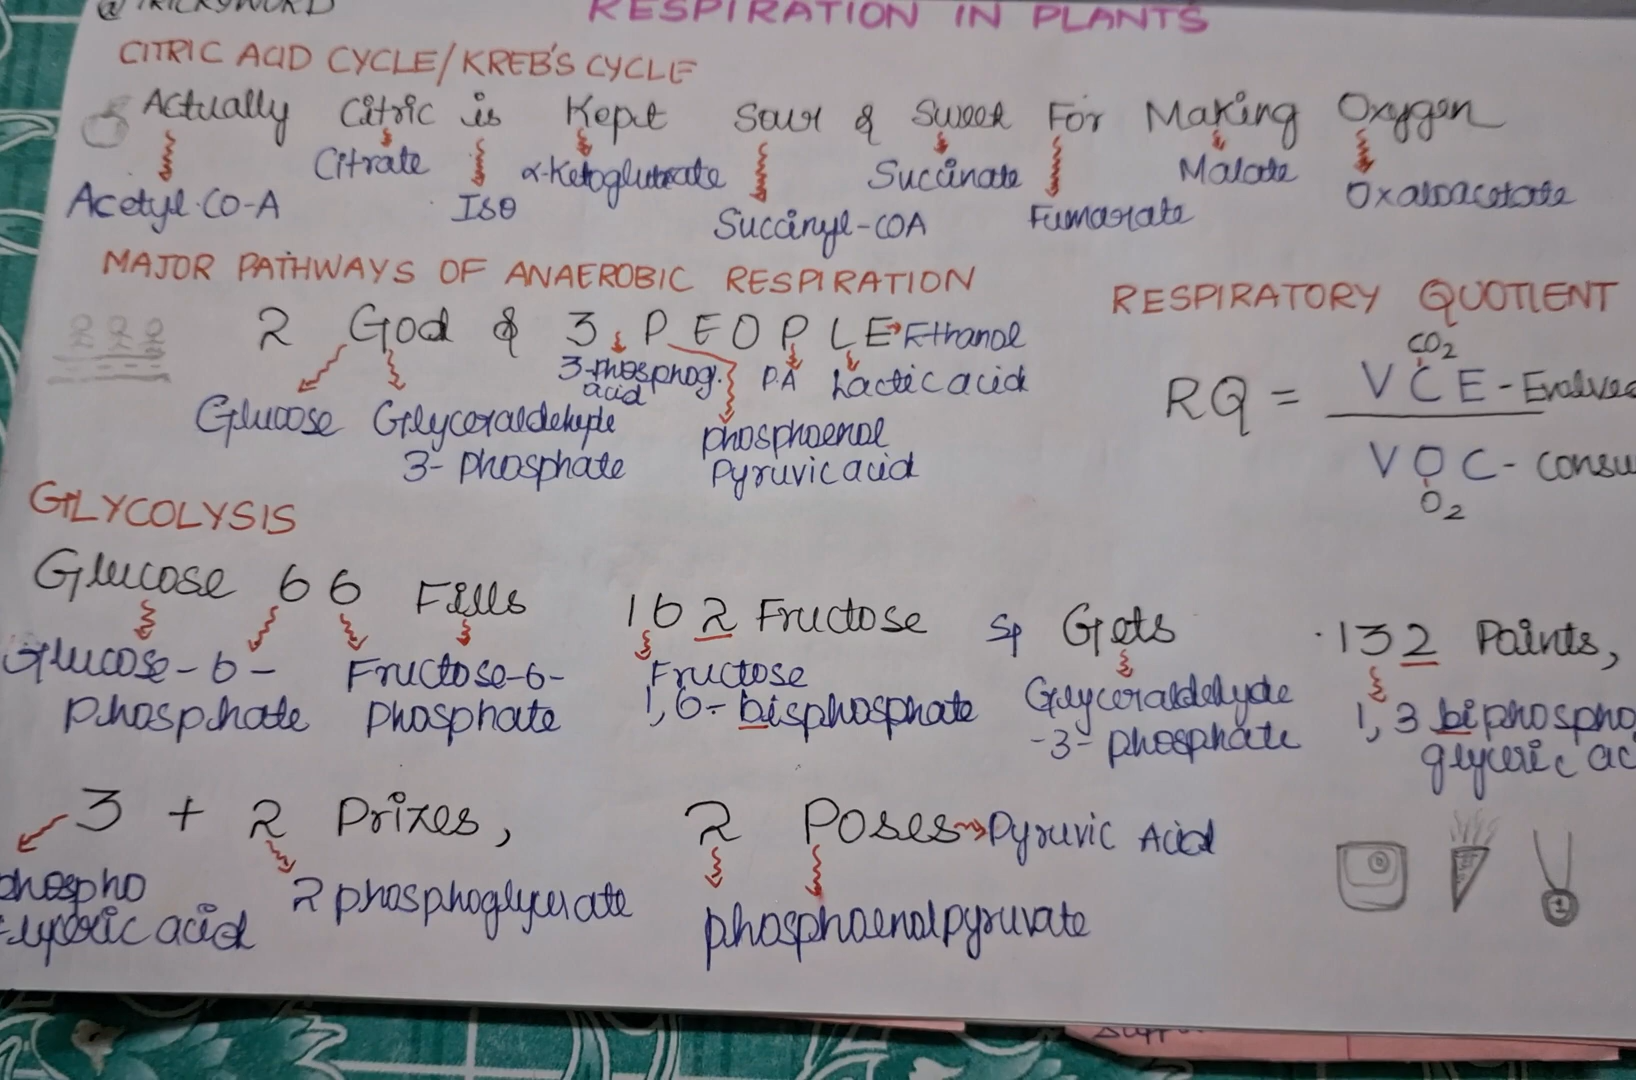 @TRICKYWORD
RESPIRATION IN PLANTS
CITRIC ACID CYCLE/KREB'S CYCLE
Actually Citric is Kept Sour & Sweet For Making Oxygen
Acetyl-CO-A Citrate ISO α-Ketoglutarate Succinyl-COA Succinate Fumarate Malate Oxaloacetate
MAJOR PATHWAYS OF ANAEROBIC RESPIRATION
2 God & 3 PEOPLE Ethanol
Glucose Glyceraldehyde
3- Phosphate
3-Phosphog.
acid
phosphoenol
Pyruvic acid
P.A Lactic acid
RESPIRATORY QUOTIENT
CO2
RQ = VCE - Evolve
VOC - consu
O2
GLYCOLYSIS
Glucose 6 6 Fills 162 Fructose Gets 132 Points,
Glucose-6-
Phosphate
Fructose-6-
Phosphate
Fructose
1,6-bisphosphate
Glyceraldehyde
-3-phosphate
1,3 biphospho
glyceric ac
3 + 2 Prizes, 2 Poses Pyruvic Acid
phospho
glyceric acid
2 phosphoglycerate
phosphoenolpyruvate
1